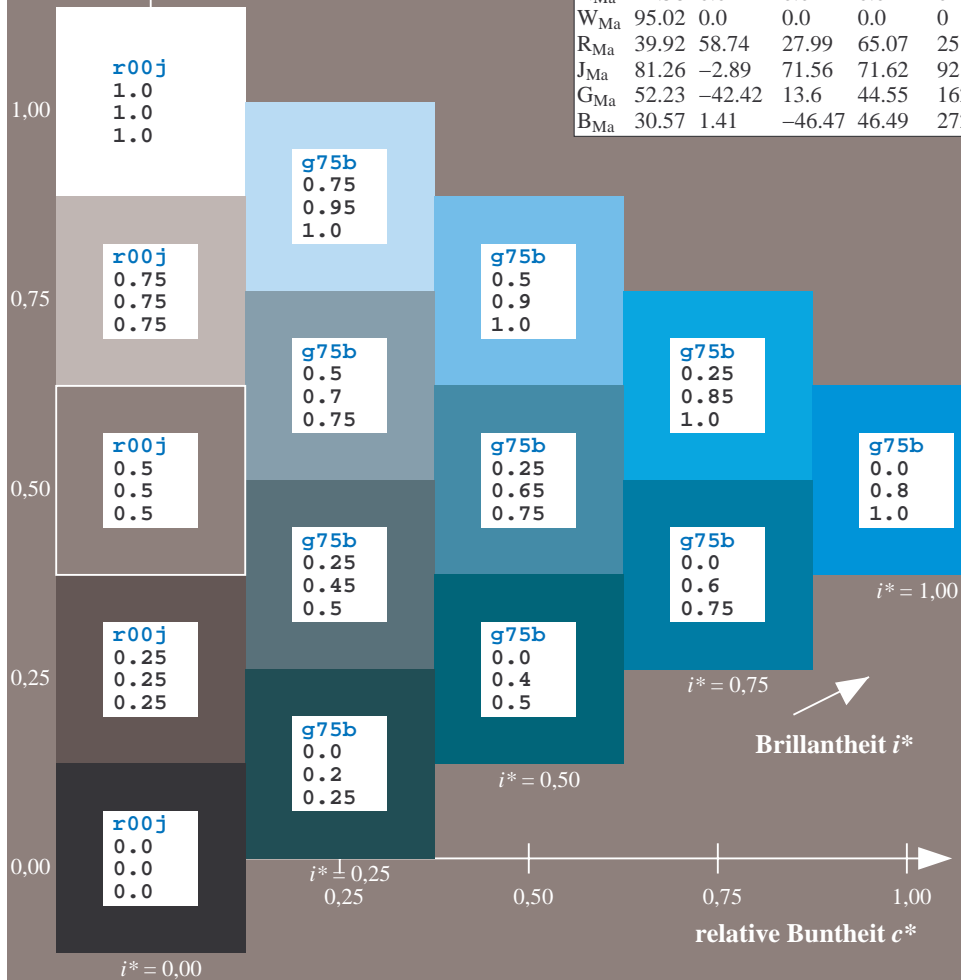 W_Ma 95.02 0.0 0.0 0.0 0
R_Ma 39.92 58.74 27.99 65.07 25
J_Ma 81.26 −2.89 71.56 71.62 92
G_Ma 52.23 −42.42 13.6 44.55
B_Ma 30.57 1.41 −46.47 46.49
1,00
r00j
1.0
1.0
1.0
g75b
0.75
0.95
1.0
0,75
r00j
0.75
0.75
0.75
g75b
0.5
0.9
1.0
g75b
0.5
0.7
0.75
g75b
0.25
0.85
1.0
0,50
r00j
0.5
0.5
0.5
g75b
0.25
0.65
0.75
g75b
0.0
0.8
1.0
i* = 1,00
g75b
0.25
0.45
0.5
g75b
0.0
0.6
0.75
i* = 0,75
0,25
r00j
0.25
0.25
0.25
g75b
0.0
0.4
0.5
i* = 0,50
Brillantheit i*
g75b
0.0
0.2
0.25
i* = 0,25
0,00
r00j
0.0
0.0
0.0
i* = 0,00
0,25 0,50 0,75 1,00
relative Buntheit c*